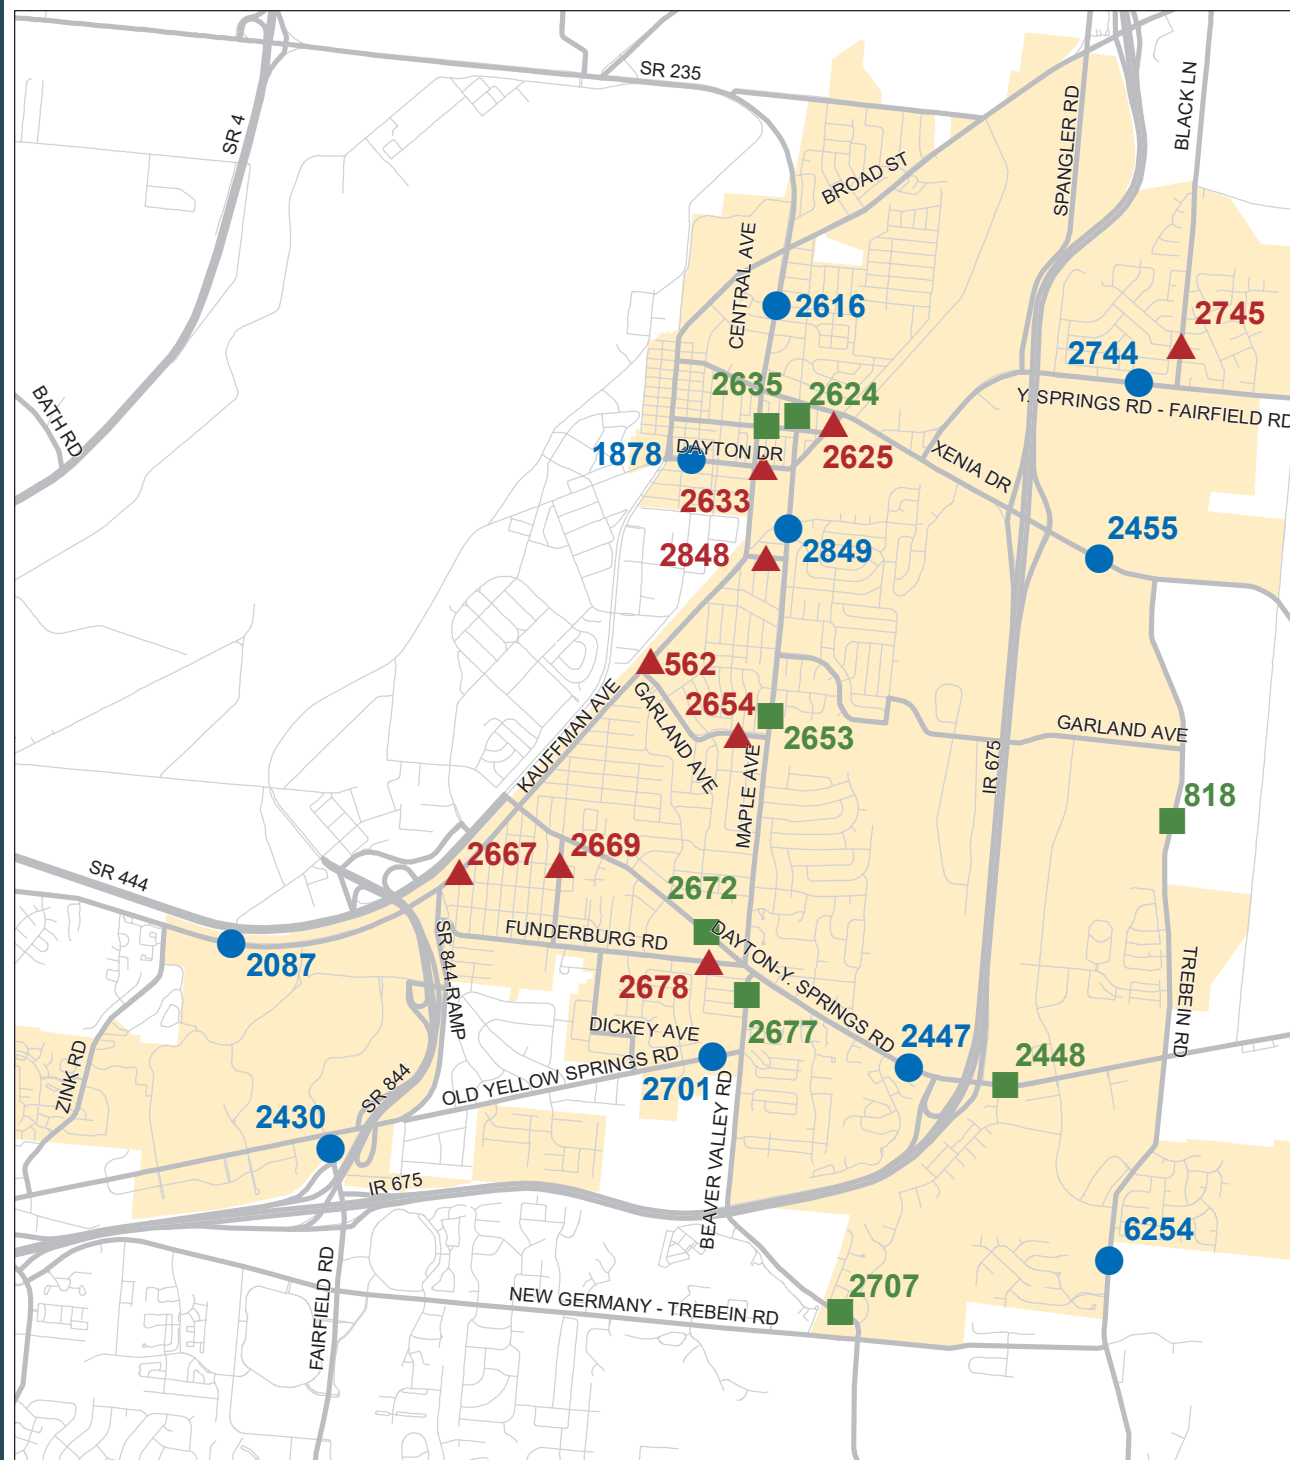 SR 235
SR 4
BLACK LN
SPANGLER RD
BROAD ST
CENTRAL AVE
2616
2745
2744
BATH RD
2635
2624
Y. SPRINGS RD - FAIRFIELD RD
1878
DAYTON DR
2625
XENIA DR
2633
2455
2848
2849
562
KAUFFMAN AVE
GARLAND AVE
2654
2653
GARLAND AVE
MAPLE AVE
IR 675
818
SR 444
2667
2669
2672
FUNDERBURG RD
SR 844-RAMP
DAYTON-Y. SPRINGS RD
2087
2678
TREBEIN RD
2677
DICKEY AVE
2447
2448
ZINK RD
OLD YELLOW SPRINGS RD
SR 844
2701
2430
BEAVER VALLEY RD
IR 675
6254
FAIRFIELD RD
2707
NEW GERMANY - TREBEIN RD